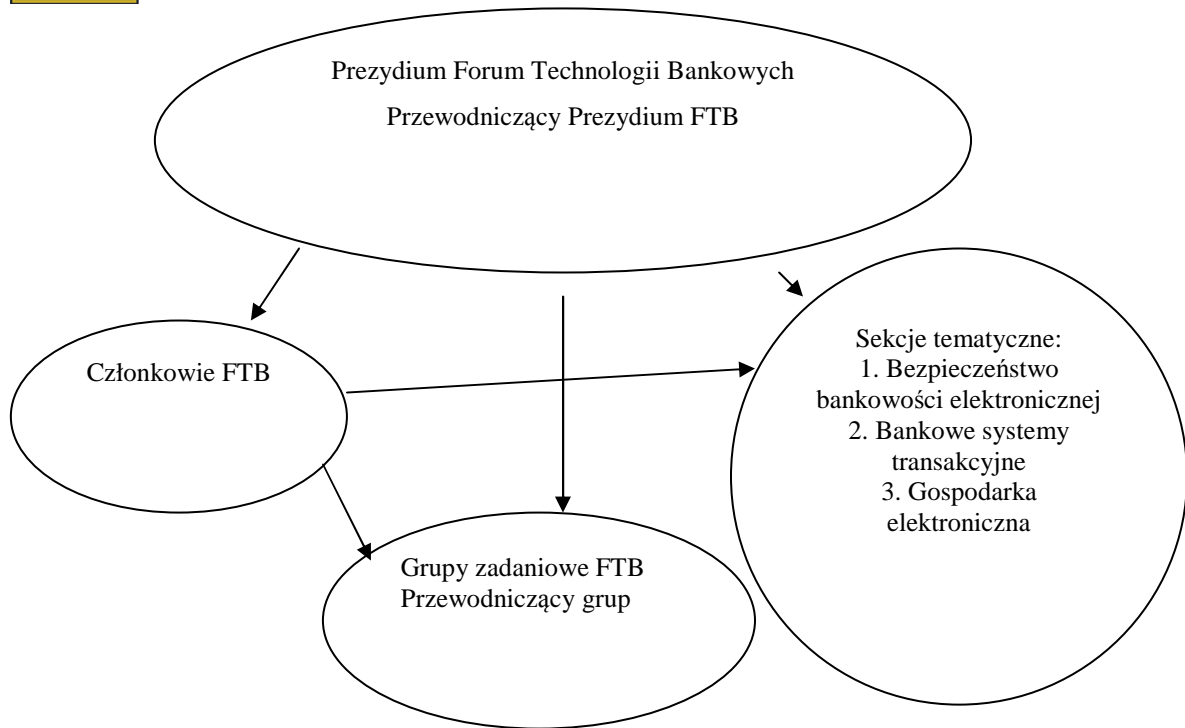 Prezydium Forum Technologii Bankowych
Przewodniczący Prezydium FTB
Członkowie FTB
Sekcje tematyczne:
1. Bezpieczeństwo
bankowości elektronicznej
2. Bankowe systemy
transakcyjne
3. Gospodarka
elektroniczna
Grupy zadaniowe FTB
Przewodniczący grup